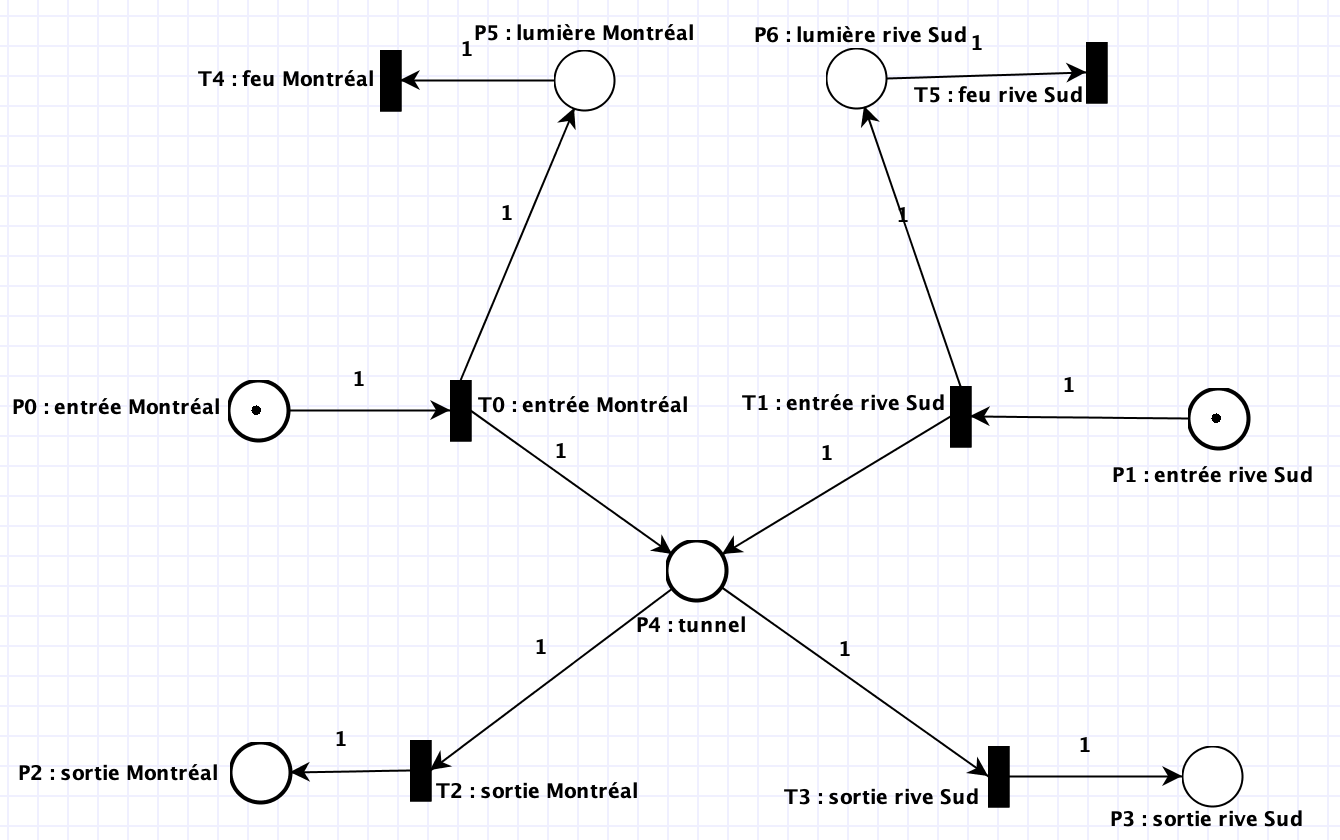 P5 : lumière Montréal
P6 : lumière rive Sud
1
1
T4 : feu Montréal
T5 : feu rive Sud
1
1
1
1
P0 : entrée Montréal
T0 : entrée Montréal
T1 : entrée rive Sud
1
1
P1 : entrée rive Sud
P4 : tunnel
1
1
1
1
P2 : sortie Montréal
T2 : sortie Montréal
T3 : sortie rive Sud
P3 : sortie rive Sud